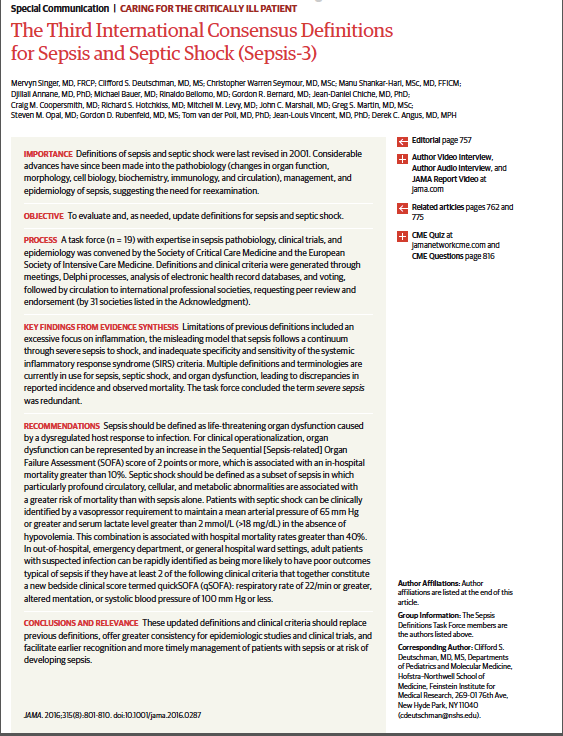 Special Communication | CARING FOR THE CRITICALLY ILL PATIENT
The Third International Consensus Definitions
for Sepsis and Septic Shock (Sepsis-3)
Mervyn Singer, MD, FRCP; Clifford S. Deutschman, MD, MS; Christopher Warren Seymour, MD, MSc; Manu Shankar-Hari, MSc, MD, FFICM;
Djillali Annane, MD, PhD; Michael Bauer, MD; Rinaldo Bellomo, MD; Gordon R. Bernard, MD; Jean-Daniel Chiche, MD, PhD;
Craig M. Coopersmith, MD; Richard S. Hotchkiss, MD; Mitchell M. Levy, MD; John C. Marshall, MD; Greg S. Martin, MD, MSc;
Steven M. Opal, MD; Gordon D. Rubenfeld, MD, MS; Tom van der Poll, MD, PhD; Jean-Louis Vincent, MD, PhD; Derek C. Angus, MD, MPH
IMPORTANCE Definitions of sepsis and septic shock were last revised in 2001. Considerable
advances have since been made into the pathobiology (changes in organ function,
morphology, cell biology, biochemistry, immunology, and circulation), management, and
epidemiology of sepsis, suggesting the need for reexamination.
OBJECTIVE To evaluate and, as needed, update definitions for sepsis and septic shock.
PROCESS A task force (n = 19) with expertise in sepsis pathobiology, clinical trials, and
epidemiology was convened by the Society of Critical Care Medicine and the European
Society of Intensive Care Medicine. Definitions and clinical criteria were generated through
meetings, Delphi processes, analysis of electronic health record databases, and voting,
followed by circulation to international professional societies, requesting peer review and
endorsement (by 31 societies listed in the Acknowledgment).
KEY FINDINGS FROM EVIDENCE SYNTHESIS Limitations of previous definitions included an
excessive focus on inflammation, the misleading model that sepsis follows a continuum
through severe sepsis to shock, and inadequate specificity and sensitivity of the systemic
inflammatory response syndrome (SIRS) criteria. Multiple definitions and terminologies are
currently in use for sepsis, septic shock, and organ dysfunction, leading to discrepancies in
reported incidence and observed mortality. The task force concluded the term severe sepsis
was redundant.
RECOMMENDATIONS Sepsis should be defined as life-threatening organ dysfunction caused
by a dysregulated host response to infection. For clinical operationalization, organ
dysfunction can be represented by an increase in the Sequential [Sepsis-related] Organ
Failure Assessment (SOFA) score of 2 points or more, which is associated with an in-hospital
mortality greater than 10%. Septic shock should be defined as a subset of sepsis in which
particularly profound circulatory, cellular, and metabolic abnormalities are associated with
a greater risk of mortality than with sepsis alone. Patients with septic shock can be clinically
identified by a vasopressor requirement to maintain a mean arterial pressure of 65 mm Hg
or greater and serum lactate level greater than 2 mmol/L (>18 mg/dL) in the absence of
hypovolemia. This combination is associated with hospital mortality rates greater than 40%.
In out-of-hospital, emergency department, or general hospital ward settings, adult patients
with suspected infection can be rapidly identified as being more likely to have poor outcomes
typical of sepsis if they have at least 2 of the following clinical criteria that together constitute
a new bedside clinical score termed quickSOFA (qSOFA): respiratory rate of 22/min or greater,
altered mentation, or systolic blood pressure of 100 mm Hg or less.
CONCLUSIONS AND RELEVANCE These updated definitions and clinical criteria should replace
previous definitions, offer greater consistency for epidemiologic studies and clinical trials, and
facilitate earlier recognition and more timely management of patients with sepsis or at risk of
developing sepsis.
JAMA. 2016;315(8):801-810. doi:10.1001/jama.2016.0287
Editorial page 757
Author Video Interview,
Author Audio Interview, and
JAMA Report Video at
jama.com
Related articles pages 762 and
775
CME Quiz at
jamanetworkcme.com and
CME Questions page 816
Author Affiliations: Author
affiliations are listed at the end of this
article.
Group Information: The Sepsis
Definitions Task Force members are
the authors listed above.
Corresponding Author: Clifford S.
Deutschman, MD, MS, Departments
of Pediatrics and Molecular Medicine,
Hofstra-Northwell School of
Medicine, Feinstein Institute for
Medical Research, 269-01 76th Ave,
New Hyde Park, NY 11040
(cdeutschman@nshs.edu).